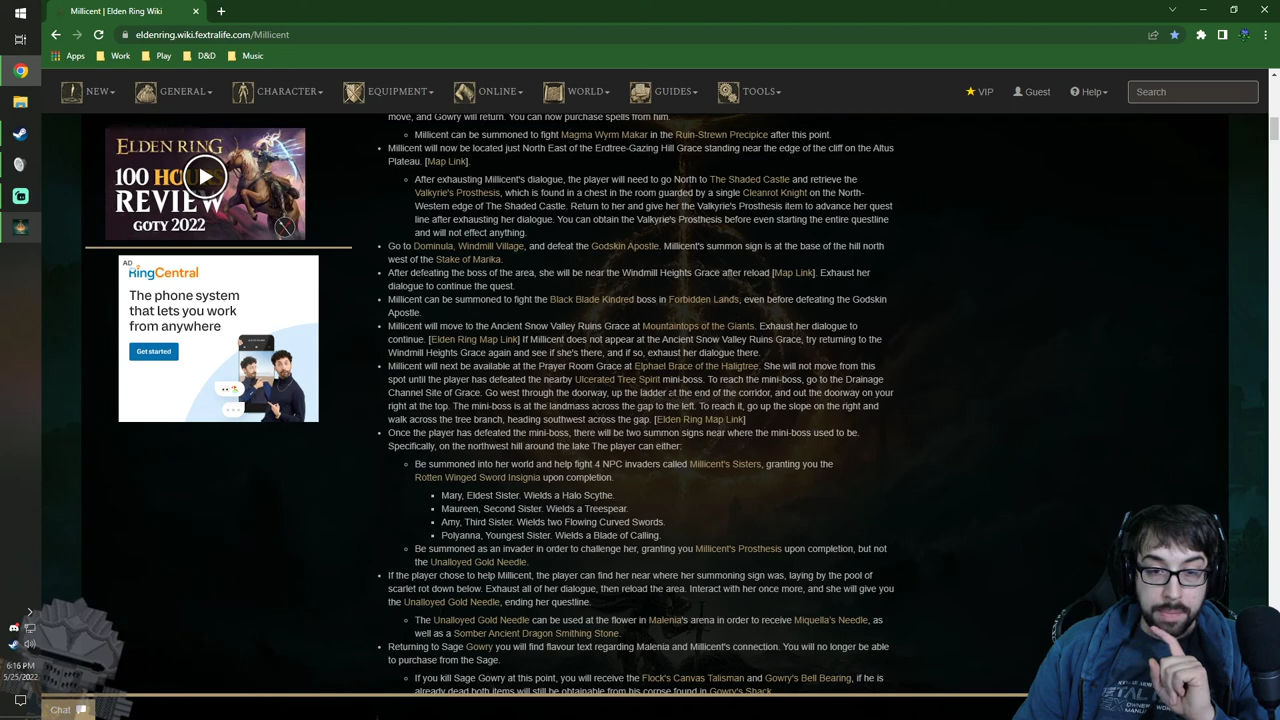 Millicent | Elden Ring Wiki
eldenring.wiki.fextralife.com/Millicent
Apps Work Play D&D Music
NEW GENERAL CHARACTER EQUIPMENT ONLINE WORLD GUIDES TOOLS VIP Guest Help Search
move, and Gowry will return. You can now purchase spells from him.
Millicent can be summoned to fight Magma Wyrm Makar in the Ruin-Strewn Precipice after this point.
Millicent will now be located just North East of the Erdtree-Gazing Hill Grace standing near the edge of the cliff on the Altus
Plateau. [Map Link].
After exhausting Millicent's dialogue, the player will need to go North to The Shaded Castle and retrieve the
Valkyrie's Prosthesis, which is found in a chest in the room guarded by a single Cleanrot Knight on the North-
Western edge of The Shaded Castle. Return to her and give her the Valkyrie's Prosthesis item to advance her quest
line after exhausting her dialogue. You can obtain the Valkyrie's Prosthesis before even starting the entire questline
and will not effect anything.
Go to Dominula, Windmill Village, and defeat the Godskin Apostle. Millicent's summon sign is at the base of the hill north
west of the Stake of Marika.
After defeating the boss of the area, she will be near the Windmill Heights Grace after reload [Map Link]. Exhaust her
dialogue to continue the quest.
Millicent can be summoned to fight the Black Blade Kindred boss in Forbidden Lands, even before defeating the Godskin
Apostle.
Millicent will move to the Ancient Snow Valley Ruins Grace at Mountaintops of the Giants. Exhaust her dialogue to
continue. [Elden Ring Map Link] If Millicent does not appear at the Ancient Snow Valley Ruins Grace, try returning to the
Windmill Heights Grace again and see if she's there, and if so, exhaust her dialogue there.
Millicent will next be available at the Prayer Room Grace at Elphael Brace of the Haligtree. She will not move from this
spot until the player has defeated the nearby Ulcerated Tree Spirit mini-boss. To reach the mini-boss, go to the Drainage
Channel Site of Grace. Go west through the doorway, up the ladder at the end of the corridor, and out the doorway on your
right at the top. The mini-boss is at the landmass across the gap to the left. To reach it, go up the slope on the right and
walk across the tree branch, heading southwest across the gap. [Elden Ring Map Link]
Once the player has defeated the mini-boss, there will be two summon signs near where the mini-boss used to be.
Specifically, on the northwest hill around the lake The player can either:
Be summoned into her world and help fight 4 NPC invaders called Millicent's Sisters, granting you the
Rotten Winged Sword Insignia upon completion.
Mary, Eldest Sister. Wields a Halo Scythe.
Maureen, Second Sister. Wields a Treespear.
Amy, Third Sister. Wields two Flowing Curved Swords.
Polyanna, Youngest Sister. Wields a Blade of Calling.
Be summoned as an invader in order to challenge her, granting you Millicent's Prosthesis upon completion, but not
the Unalloyed Gold Needle.
If the player chose to help Millicent, the player can find her near where her summoning sign was, laying by the pool of
scarlet rot down below. Exhaust all of her dialogue, then reload the area. Interact with her once more, and she will give you
the Unalloyed Gold Needle, ending her questline.
The Unalloyed Gold Needle can be used at the flower in Malenia's arena in order to receive Miquella's Needle, as
well as a Somber Ancient Dragon Smithing Stone.
Returning to Sage Gowry you will find flavour text regarding Malenia and Millicent's connection. You will no longer be able
to purchase from the Sage.
If you kill Sage Gowry at this point, you will receive the Flock's Canvas Talisman and Gowry's Bell Bearing, if he is
already dead both items will still be obtainable from his corpse found in Gowry's Shack
ELDEN RING
100 HO
REVIEW
GOTY 2022
AD
RingCentral
The phone system
that lets you work
from anywhere
Get started
6:16 PM
5/25/2022
Chat
METAL